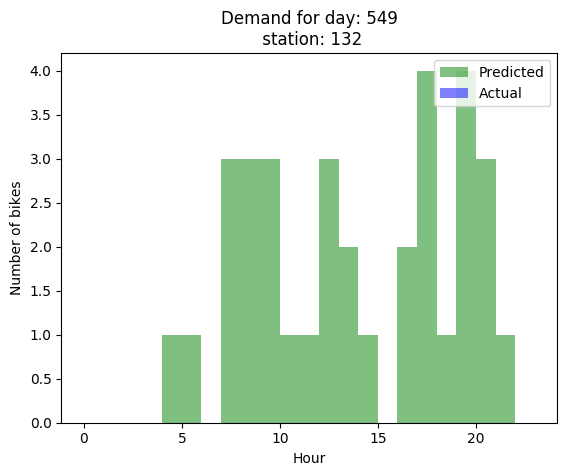 Demand for day: 549
station: 132
Predicted
Actual
Number of bikes
4.0
3.5
3.0
2.5
2.0
1.5
1.0
0.5
0.0
0 5 10 15 20
Hour